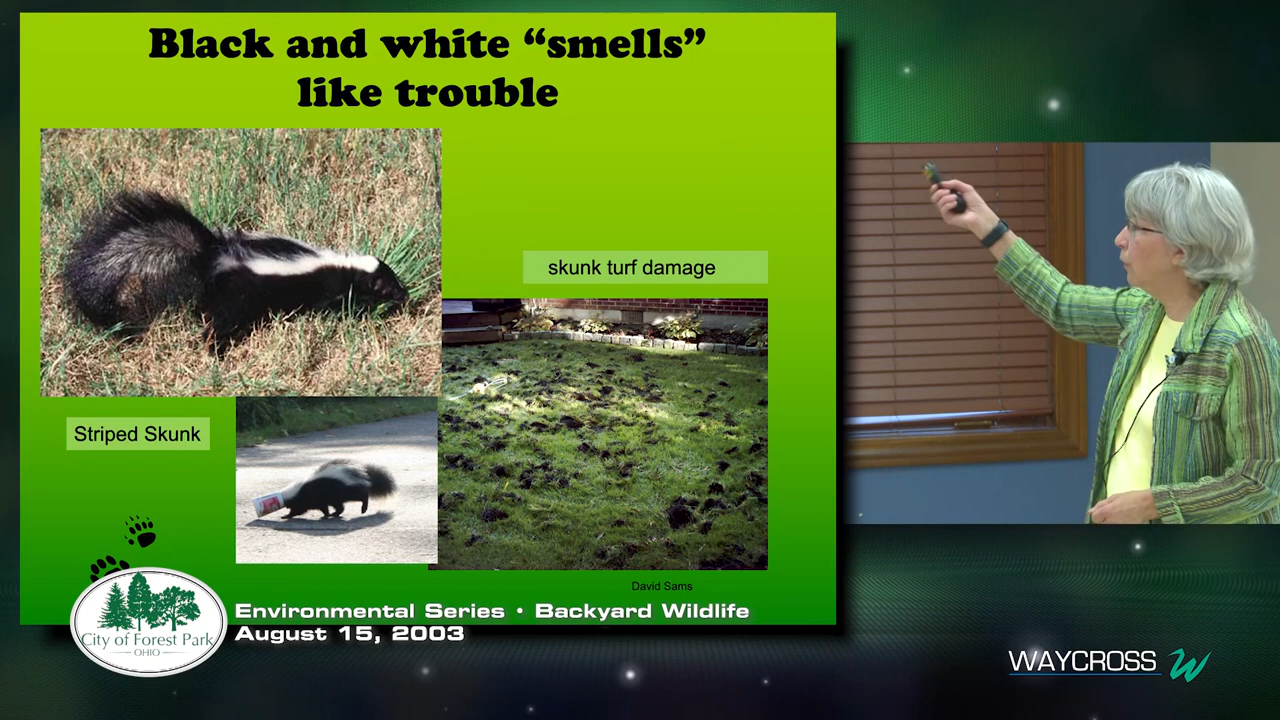 Black and white “smells”
like trouble
skunk turf damage
Striped Skunk
David Sams
City of Forest Park
OHIO
Environmental Series • Backyard Wildlife
August 15, 2003
WAYCROSS W